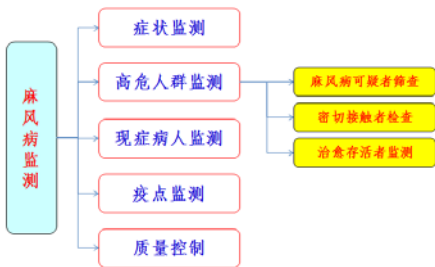 麻风病监测
症状监测
高危人群监测
现症病人监测
疫点监测
质量控制
麻风病可疑者筛查
密切接触者检查
治愈存活者监测